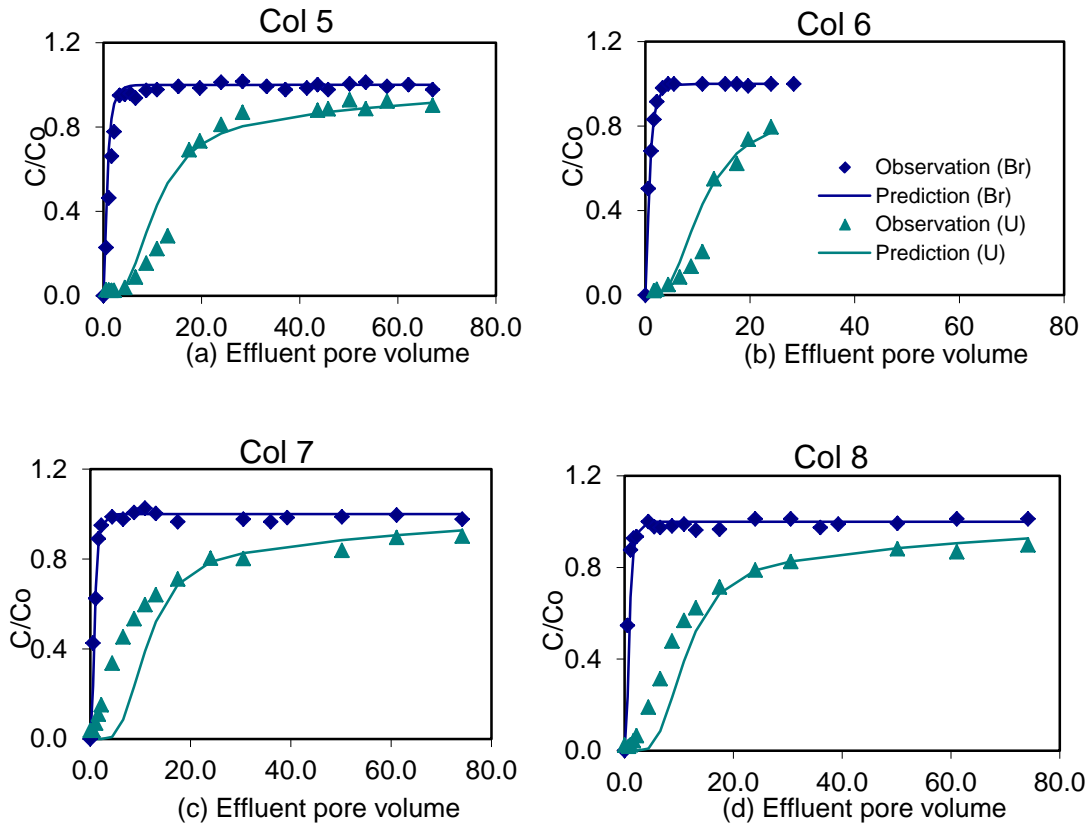 Col 5
1.2
0.8
0.4
0.0
C/Co
0.0 20.0 40.0 60.0 80.0
(a) Effluent pore volume
Col 6
1.2
0.8
0.4
0.0
C/Co
Observation (Br)
Prediction (Br)
Observation (U)
Prediction (U)
0 20 40 60 80
(b) Effluent pore volume
Col 7
1.2
0.8
0.4
0.0
C/Co
0.0 20.0 40.0 60.0 80.0
(c) Effluent pore volume
Col 8
1.2
0.8
0.4
0.0
C/Co
0.0 20.0 40.0 60.0 80.0
(d) Effluent pore volume